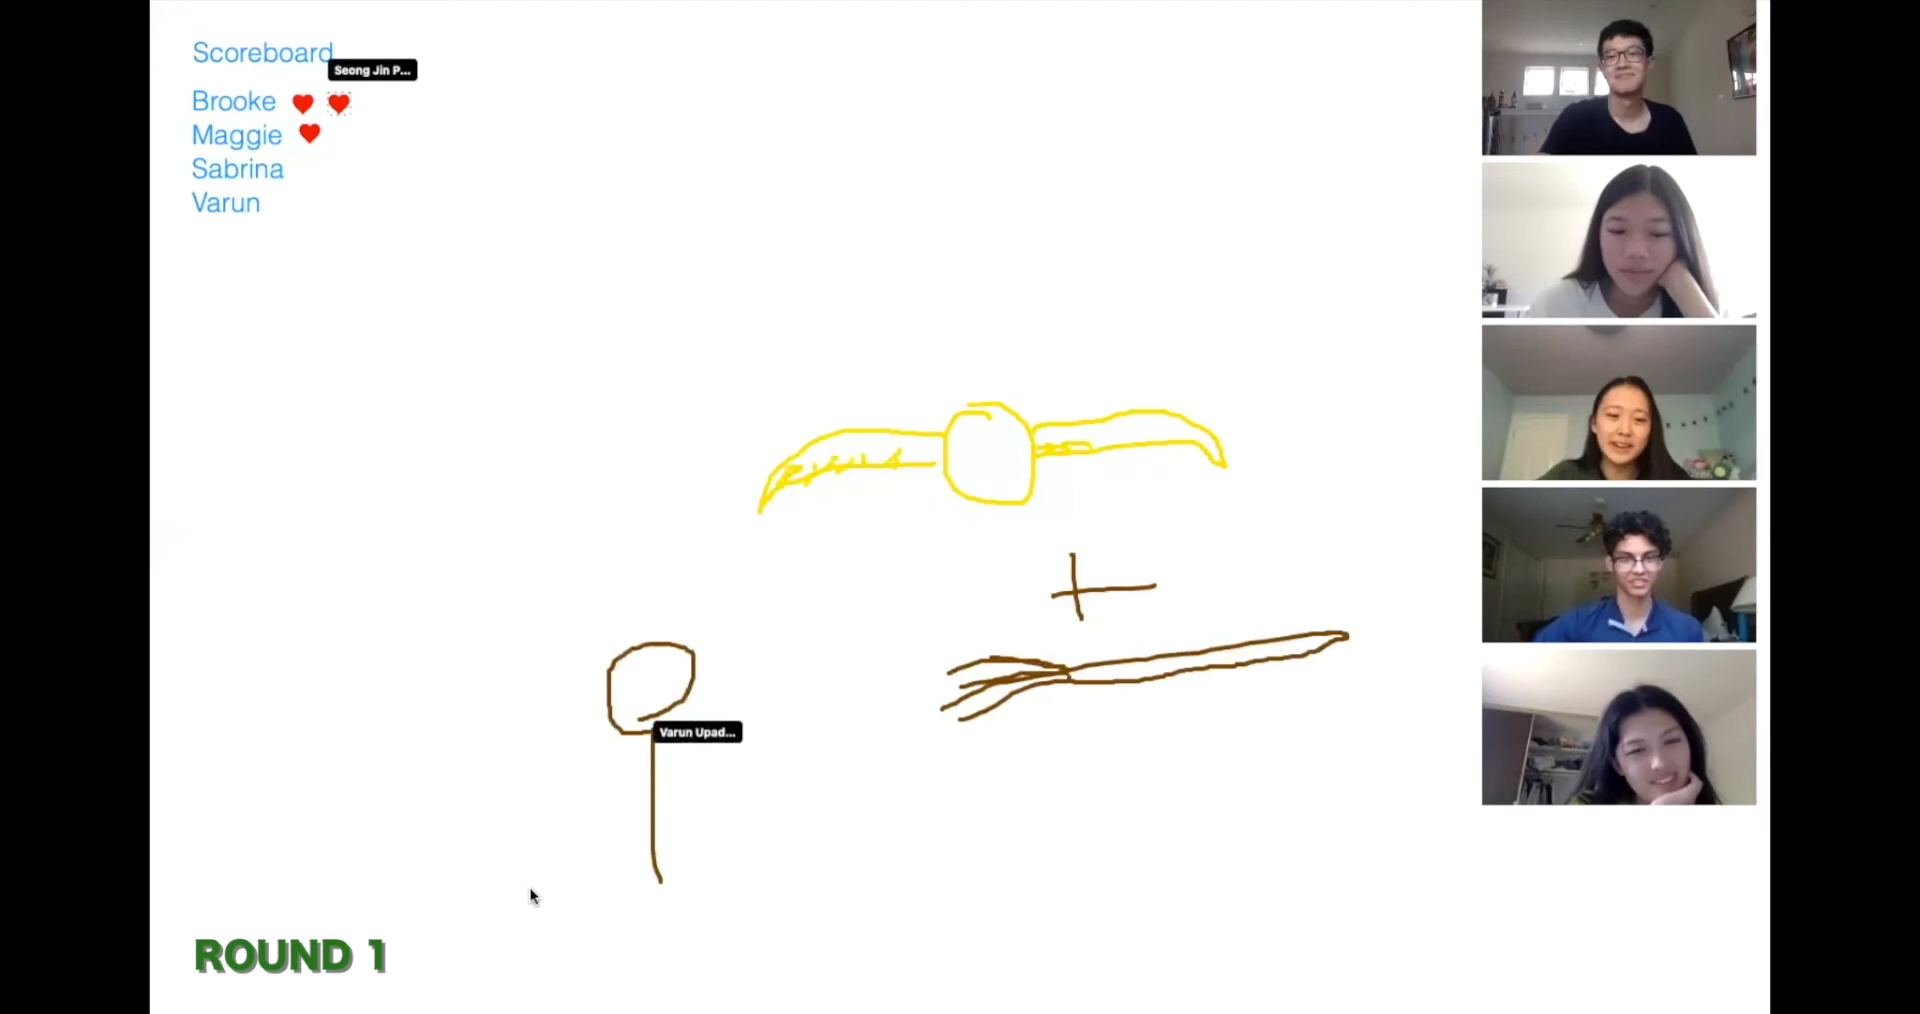 Scoreboard
Seong Jin P...
Brooke
Maggie
Sabrina
Varun
Varun Upad...
ROUND 1